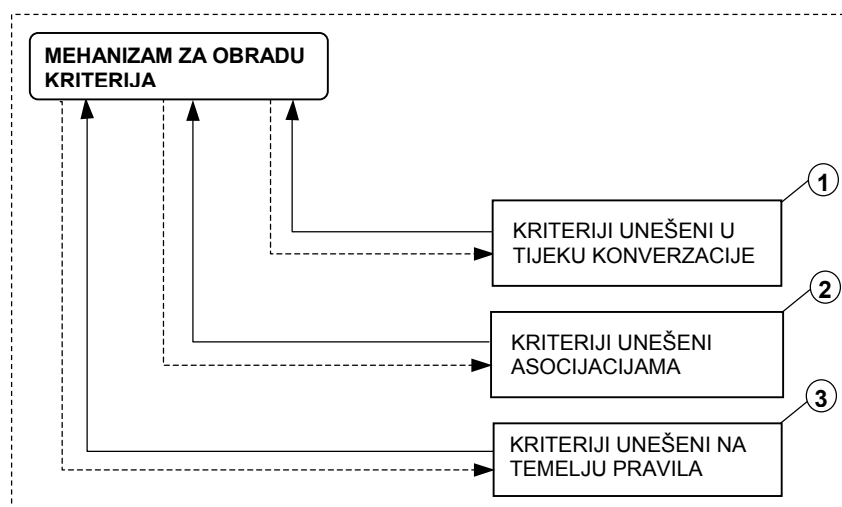 MEHANIZAM ZA OBRADU
KRITERIJA
1
KRITERIJI UNEŠENI U
TIJEKU KONVERZACIJE
2
KRITERIJI UNEŠENI
ASOCIJACIJAMA
3
KRITERIJI UNEŠENI NA
TEMELJU PRAVILA